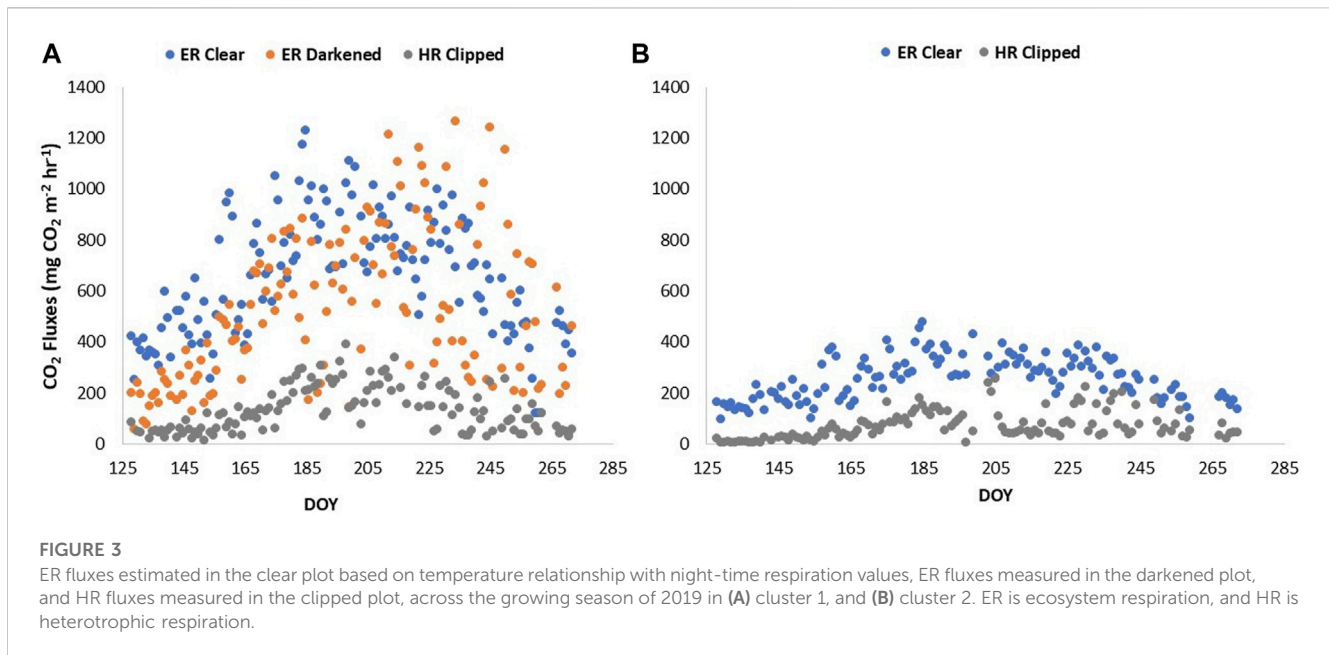 A
ER Clear ER Darkened HR Clipped
B
ER Clear HR Clipped
CO2 Fluxes (mg CO2 m-2 hr-1)
1400
1200
1000
800
600
400
200
0
125 145 165 185 205 225 245 265 285
DOY
1400
1200
1000
800
600
400
200
0
125 145 165 185 205 225 245 265 285
DOY
FIGURE 3
ER fluxes estimated in the clear plot based on temperature relationship with night-time respiration values, ER fluxes measured in the darkened plot,
and HR fluxes measured in the clipped plot, across the growing season of 2019 in (A) cluster 1, and (B) cluster 2. ER is ecosystem respiration, and HR is
heterotrophic respiration.